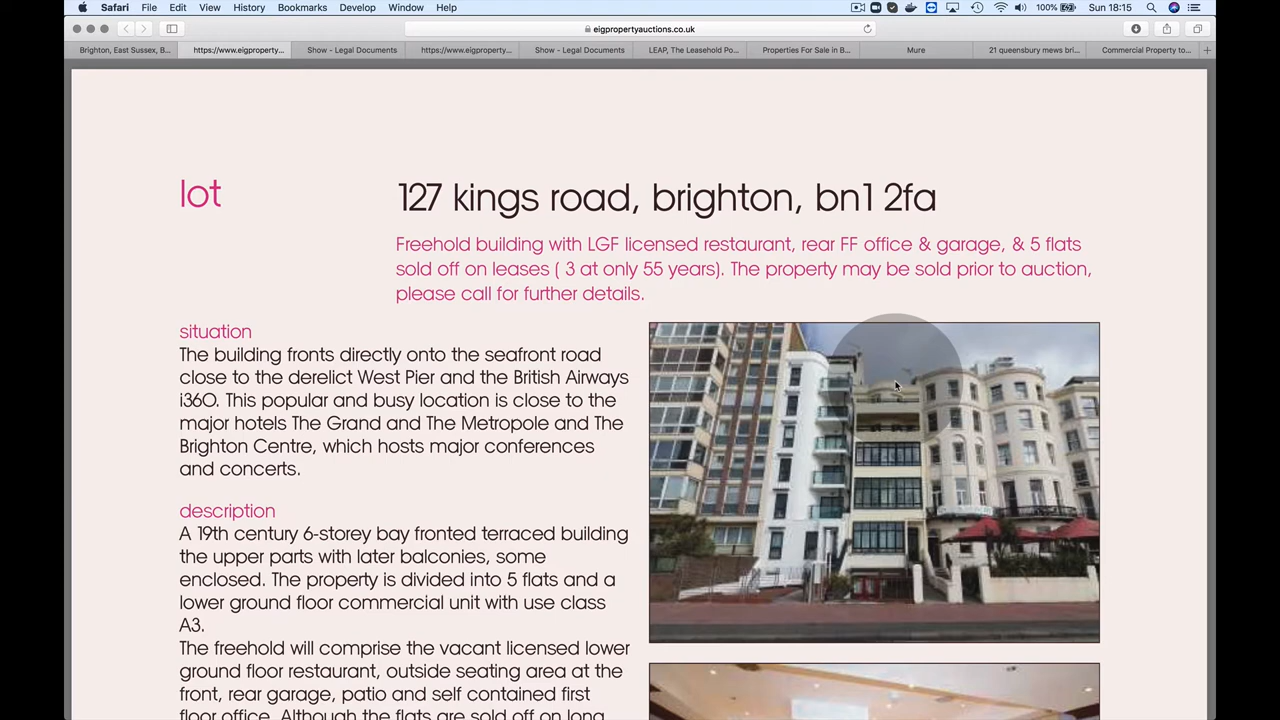 Safari File Edit View History Bookmarks Develop Window Help 100% Sun 18:15
eigpropertyauctions.co.uk
Brighton, East Sussex, B... https://www.eigproperty... Show - Legal Documents https://www.eigproperty... Show - Legal Documents LEAP, The Leasehold Po... Properties For Sale in B... Mure 21 queensbury mews bri... Commercial Property to...
lot
127 kings road, brighton, bn1 2fa
Freehold building with LGF licensed restaurant, rear FF office & garage, & 5 flats
sold off on leases ( 3 at only 55 years). The property may be sold prior to auction,
please call for further details.
situation
The building fronts directly onto the seafront road
close to the derelict West Pier and the British Airways
i360. This popular and busy location is close to the
major hotels The Grand and The Metropole and The
Brighton Centre, which hosts major conferences
and concerts.
description
A 19th century 6-storey bay fronted terraced building
the upper parts with later balconies, some
enclosed. The property is divided into 5 flats and a
lower ground floor commercial unit with use class
A3.
The freehold will comprise the vacant licensed lower
ground floor restaurant, outside seating area at the
front, rear garage, patio and self contained first
floor office. Although the flats are sold off on long